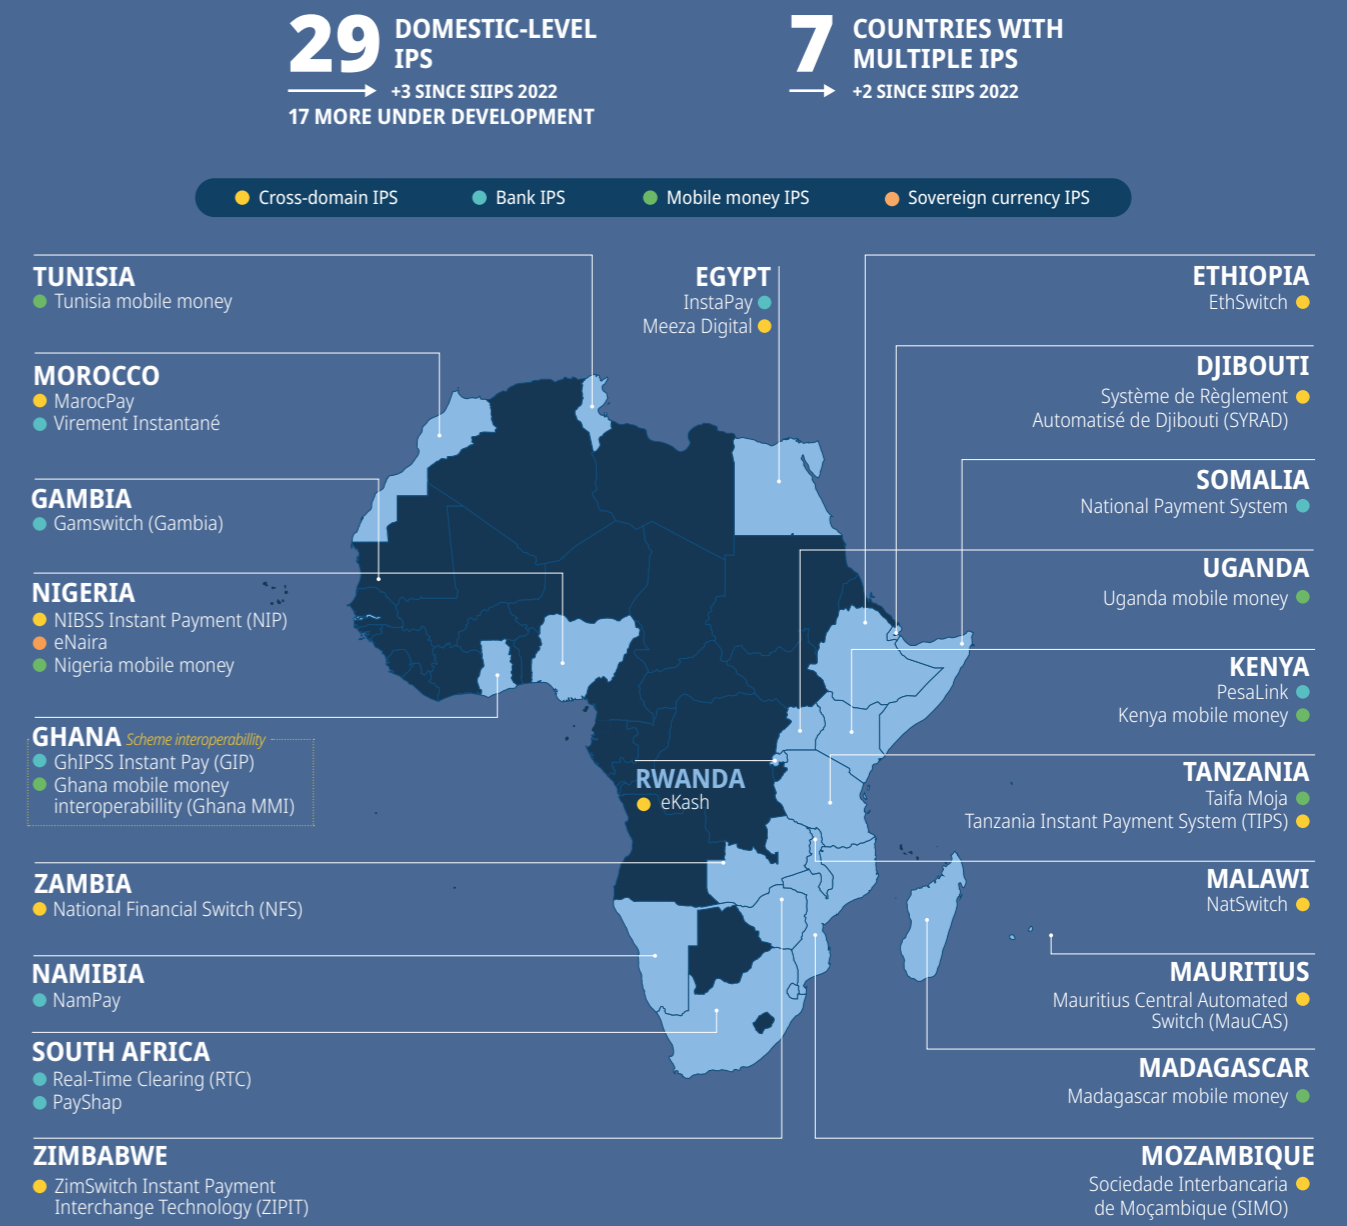 29 DOMESTIC-LEVEL
IPS
+3 SINCE SIIPS 2022
17 MORE UNDER DEVELOPMENT
7 COUNTRIES WITH
MULTIPLE IPS
+2 SINCE SIIPS 2022
Cross-domain IPS
Bank IPS
Mobile money IPS
Sovereign currency IPS
TUNISIA
Tunisia mobile money
MOROCCO
MarocPay
Virement Instantané
GAMBIA
Gamswitch (Gambia)
NIGERIA
NIBSS Instant Payment (NIP)
eNaira
Nigeria mobile money
GHANA Scheme interoperabillity
GhIPSS Instant Pay (GIP)
Ghana mobile money
interoperabillity (Ghana MMI)
ZAMBIA
National Financial Switch (NFS)
NAMIBIA
NamPay
SOUTH AFRICA
Real-Time Clearing (RTC)
PayShap
ZIMBABWE
ZimSwitch Instant Payment
Interchange Technology (ZIPIT)
EGYPT
InstaPay
Meeza Digital
RWANDA
eKash
ETHIOPIA
EthSwitch
DJIBOUTI
Système de Règlement
Automatisé de Djibouti (SYRAD)
SOMALIA
National Payment System
UGANDA
Uganda mobile money
KENYA
PesaLink
Kenya mobile money
TANZANIA
Taifa Moja
Tanzania Instant Payment System (TIPS)
MALAWI
NatSwitch
MAURITIUS
Mauritius Central Automated
Switch (MauCAS)
MADAGASCAR
Madagascar mobile money
MOZAMBIQUE
Sociedade Interbancaria
de Moçambique (SIMO)